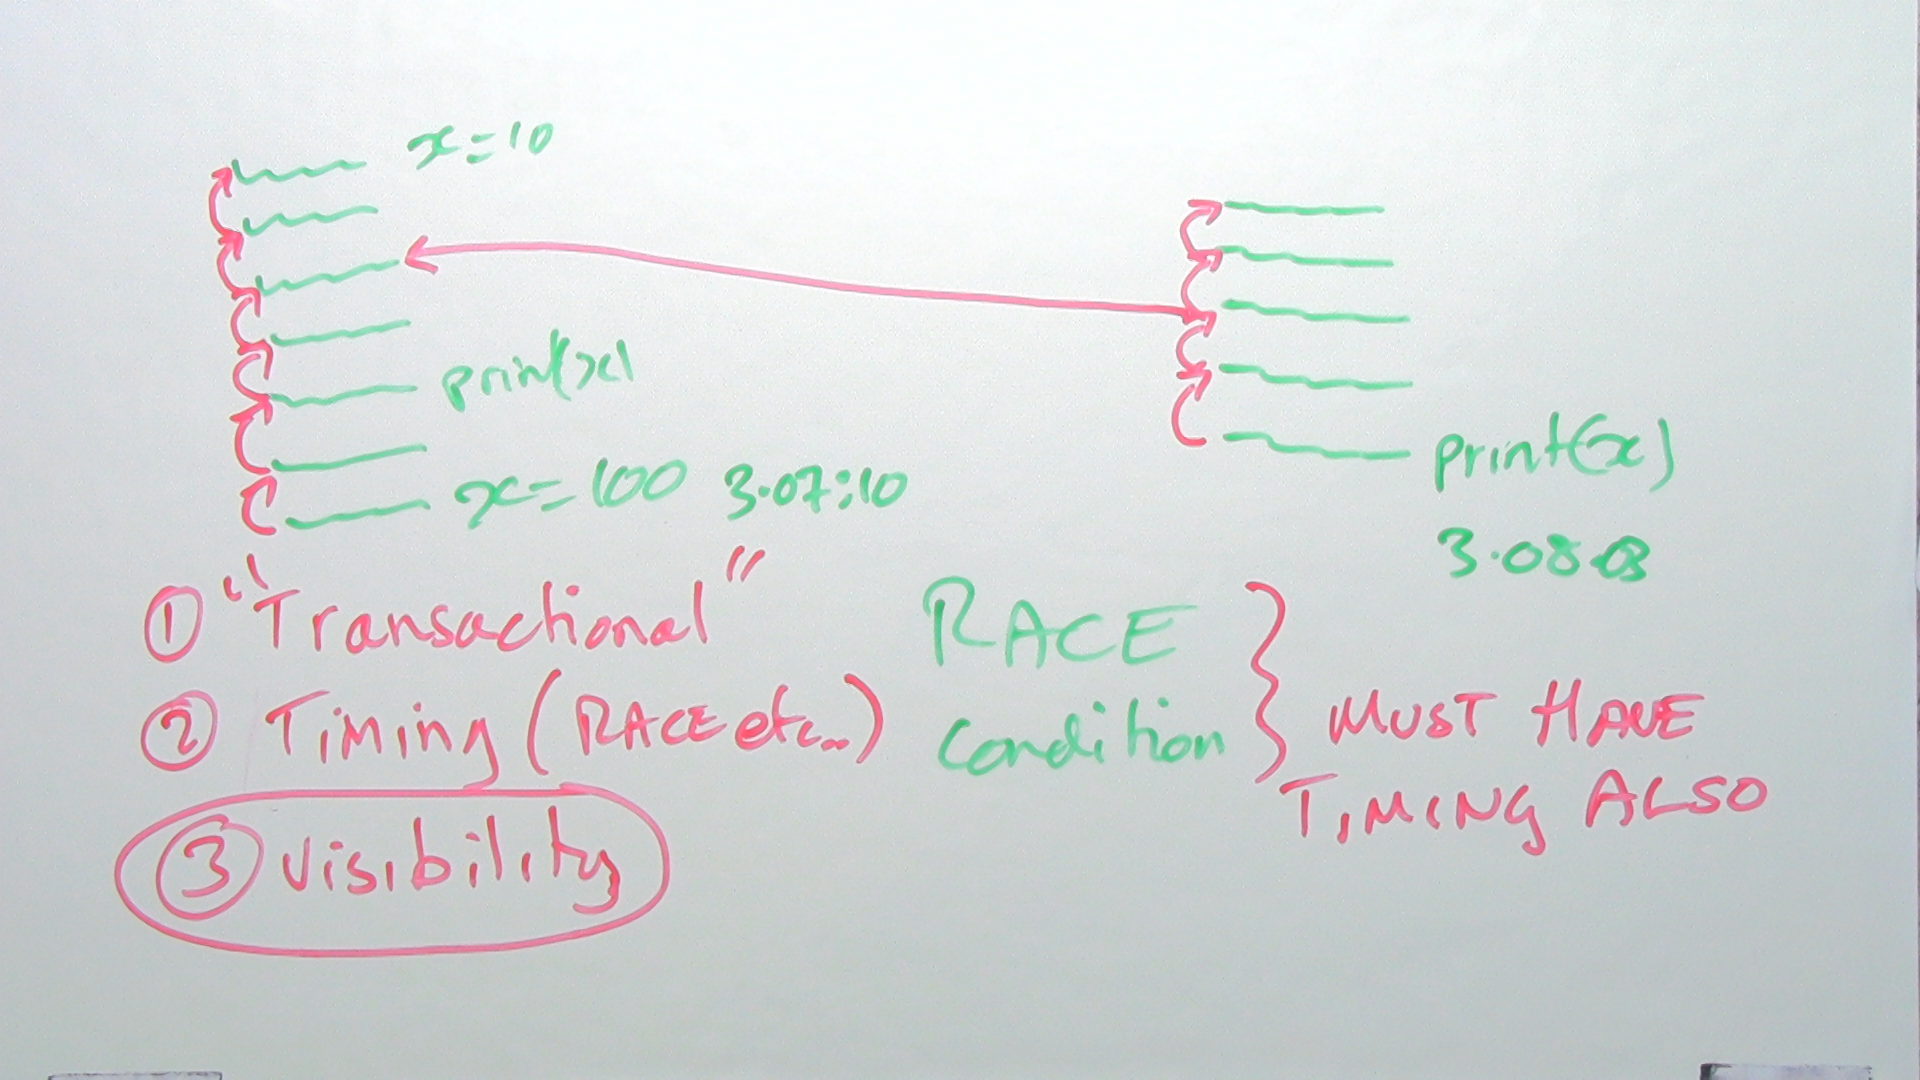 x=10
print(x)
x=100 3.07:10
print(x)
3.08.03
① "Transactional"
② Timing (RACE etc..)
③ visibility
RACE
condition
MUST HAVE
TIMING ALSO